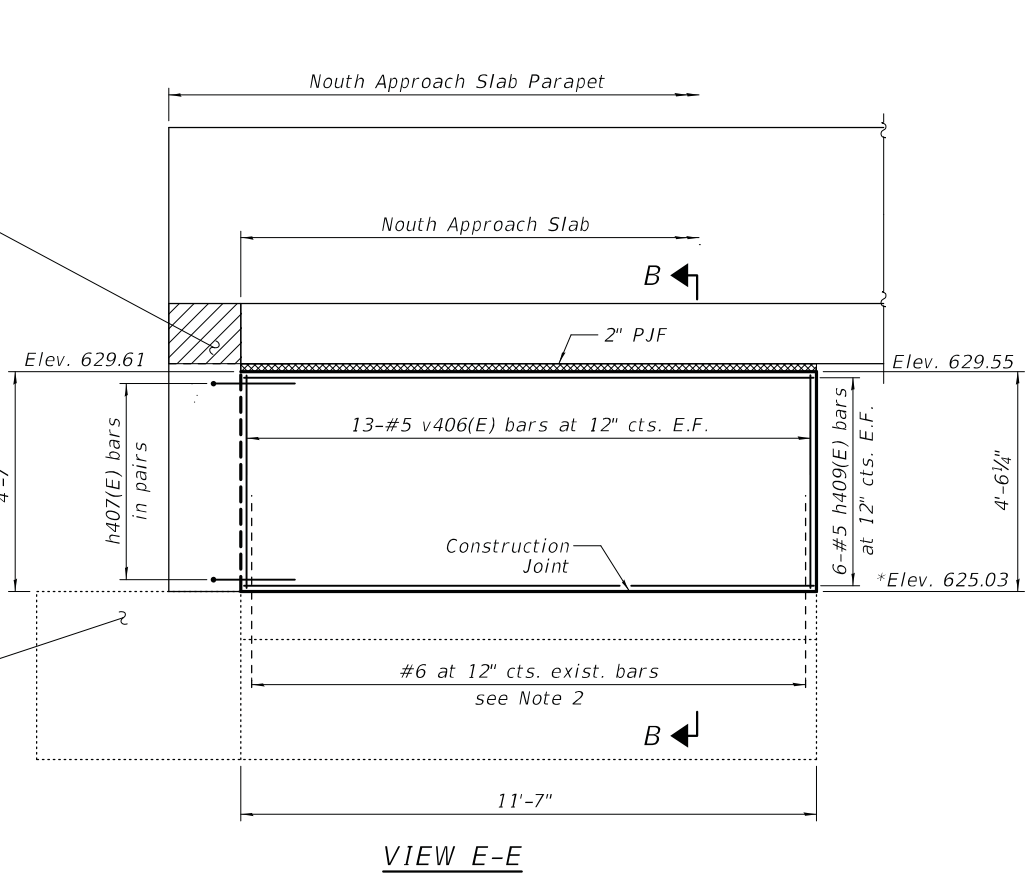 Nouth Approach Slab Parapet
Nouth Approach Slab
B
2" PJF
Elev. 629.61
Elev. 629.55
13-#5 v406(E) bars at 12" cts. E.F.
h407(E) bars
in pairs
6-#5 h409(E) bars
at 12" cts. E.F.
4'-6¼"
Construction
Joint
*Elev. 625.03
#6 at 12" cts. exist. bars
see Note 2
B
11'-7"
VIEW E-E